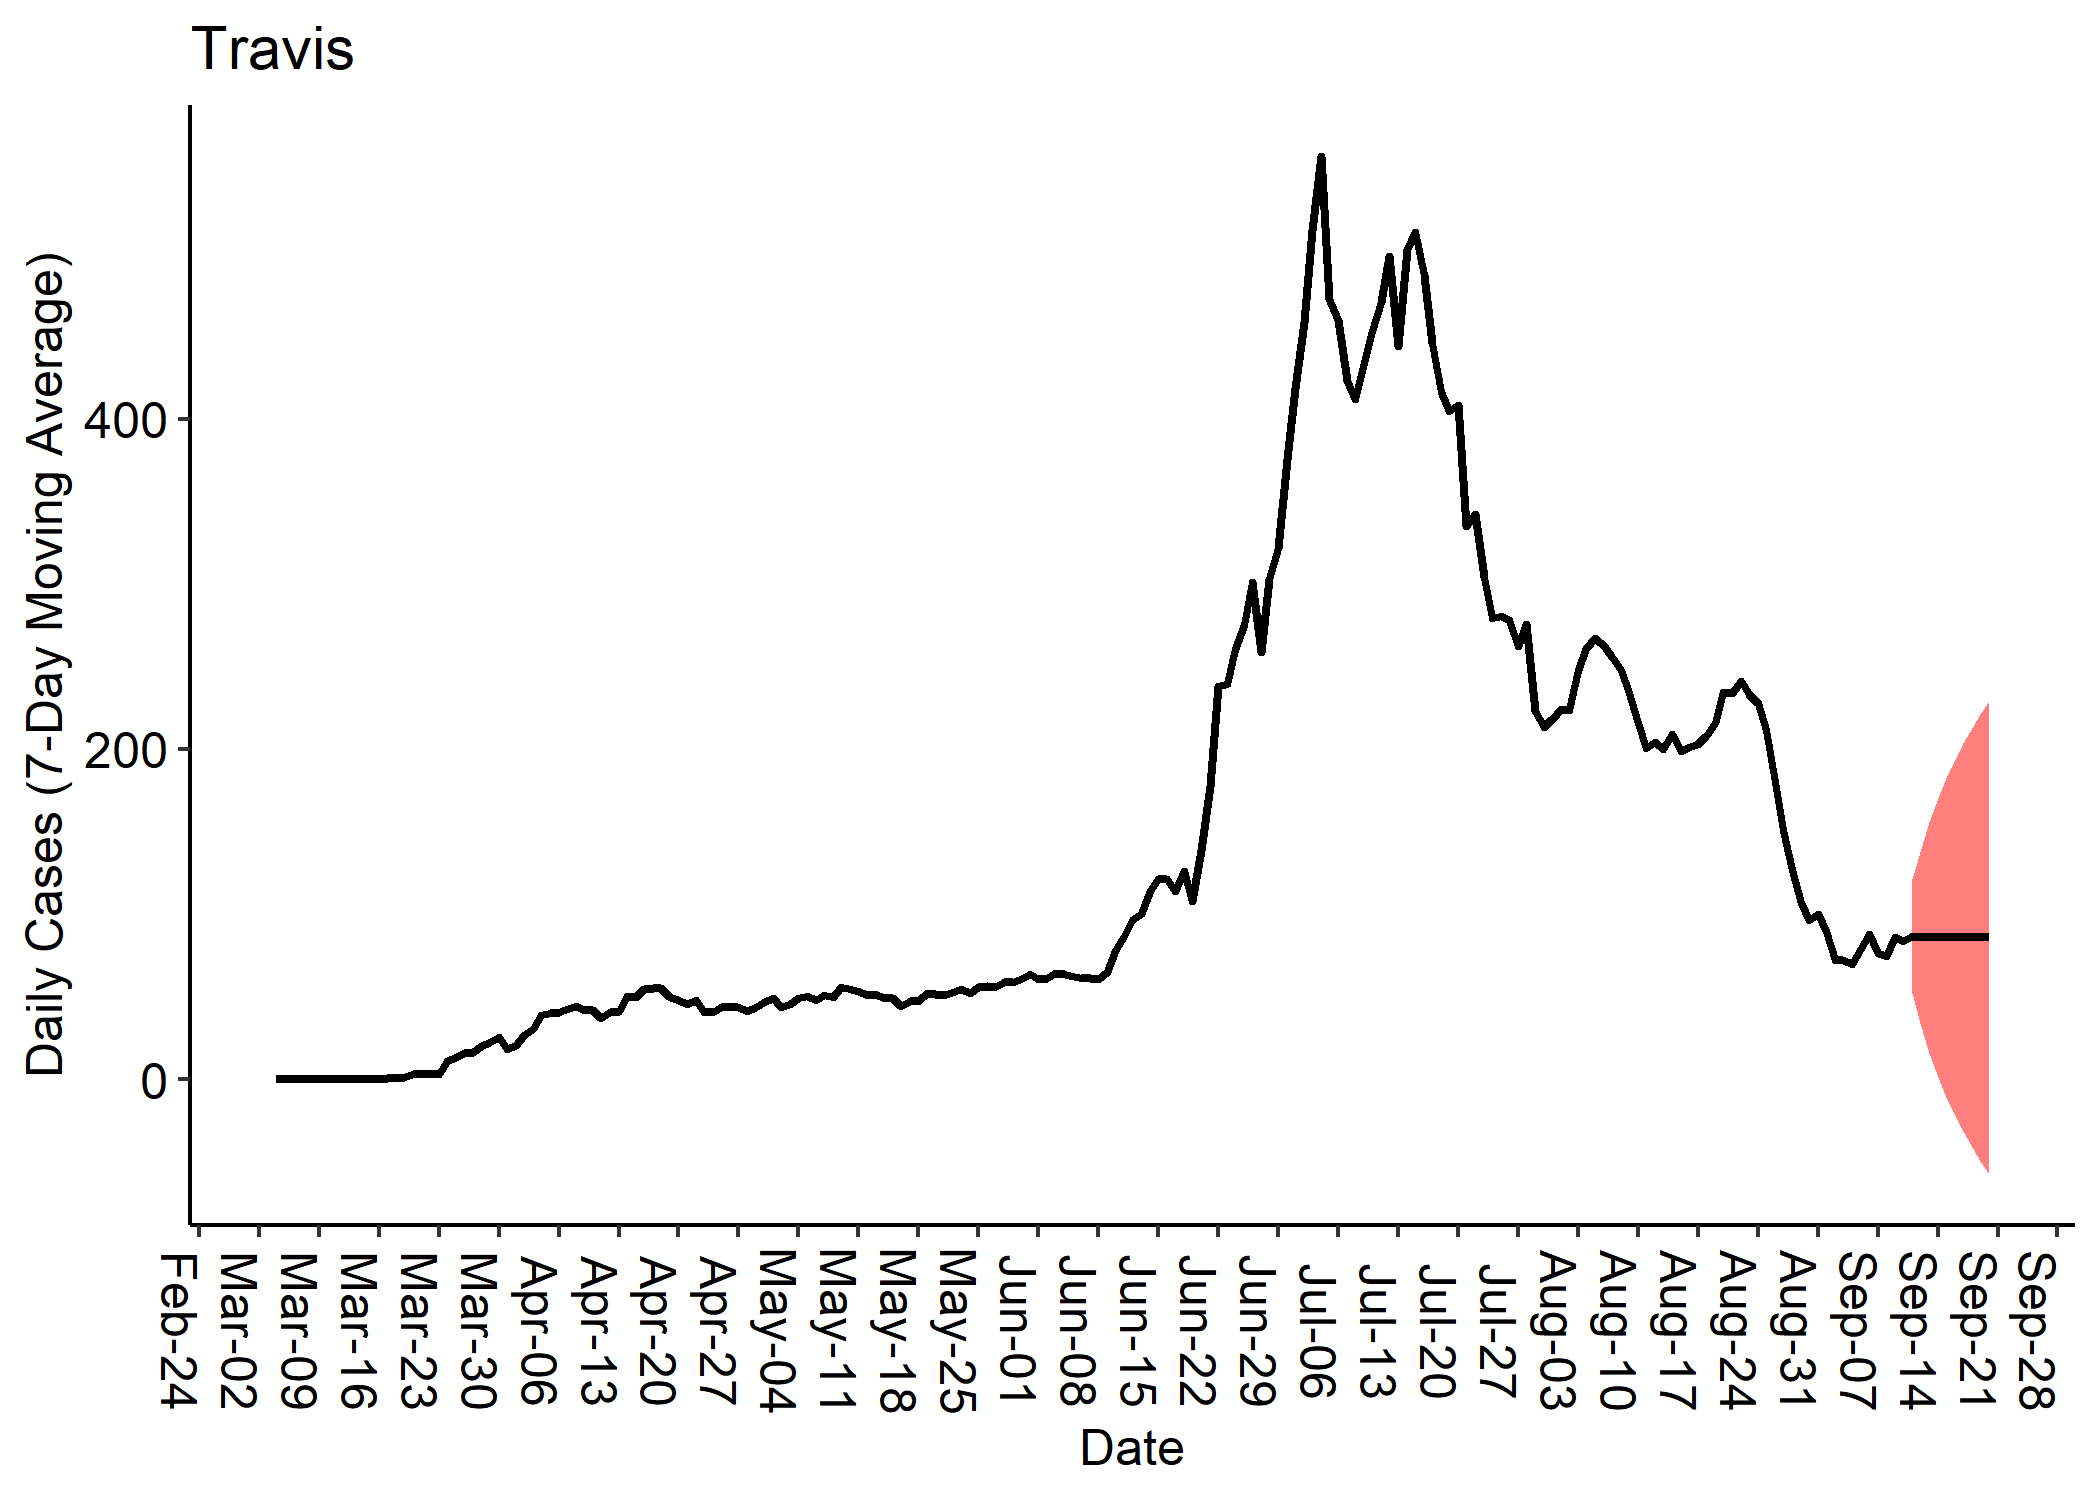 Travis
Daily Cases (7-Day Moving Average)
400
200
0
Feb-24
Mar-02
Mar-09
Mar-16
Mar-23
Mar-30
Apr-06
Apr-13
Apr-20
Apr-27
May-04
May-11
May-18
May-25
Jun-01
Jun-08
Jun-15
Jun-22
Jun-29
Jul-06
Jul-13
Jul-20
Jul-27
Aug-03
Aug-10
Aug-17
Aug-24
Aug-31
Sep-07
Sep-14
Sep-21
Sep-28
Date